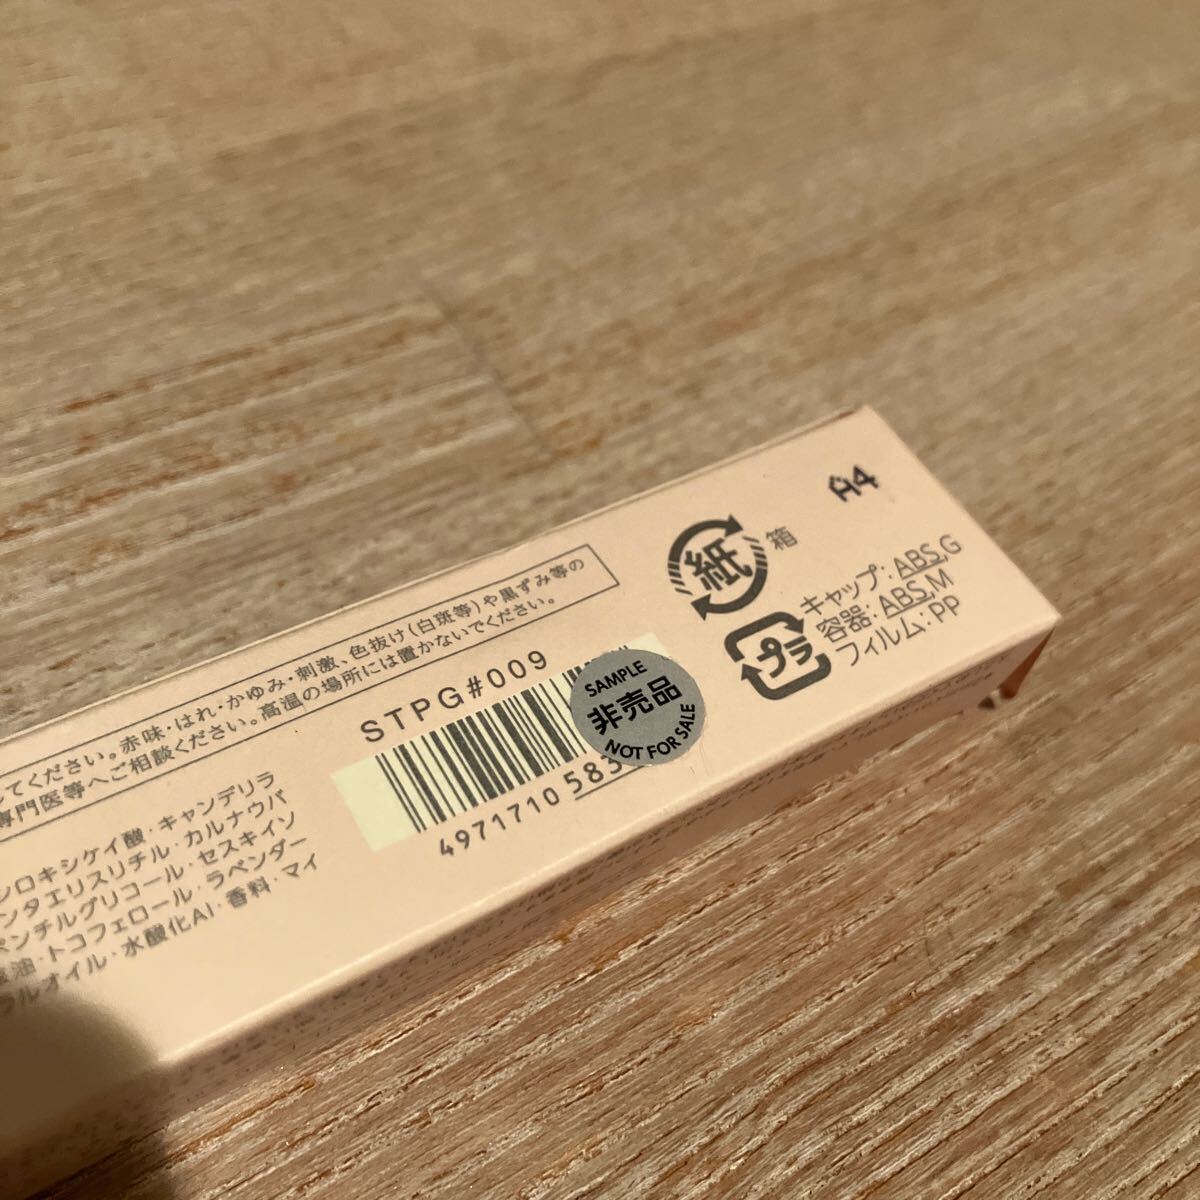 てください。赤味・はれ・かゆみ・刺激、色抜け(白斑等)や黒ずみ等の
専門医等へご相談ください。高温の場所には置かないでください。
シロキシケイ酸・キャンデリラ
ンタエリスリチル・カルナウバ
ペンチルグリコール・セスキイソ
油・トコフェロール・ラベンダー
ラルオイル・水酸化Al・香料・マイ
STPG#009
4971710 583
SAMPLE
非売品
NOT FOR SALE
紙
箱
プラ
キャップ:ABS,G
容器:ABS,M
フィルム:PP
A4